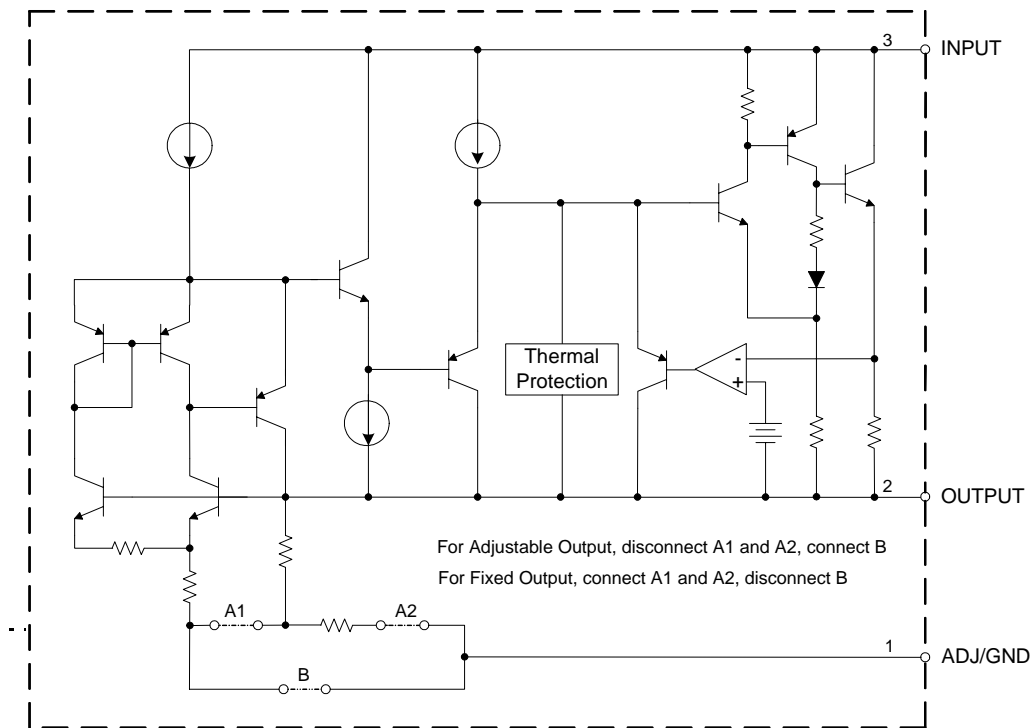 3
INPUT
Thermal
Protection
-
+
2
OUTPUT
For Adjustable Output, disconnect A1 and A2, connect B
For Fixed Output, connect A1 and A2, disconnect B
A1
A2
1
ADJ/GND
B